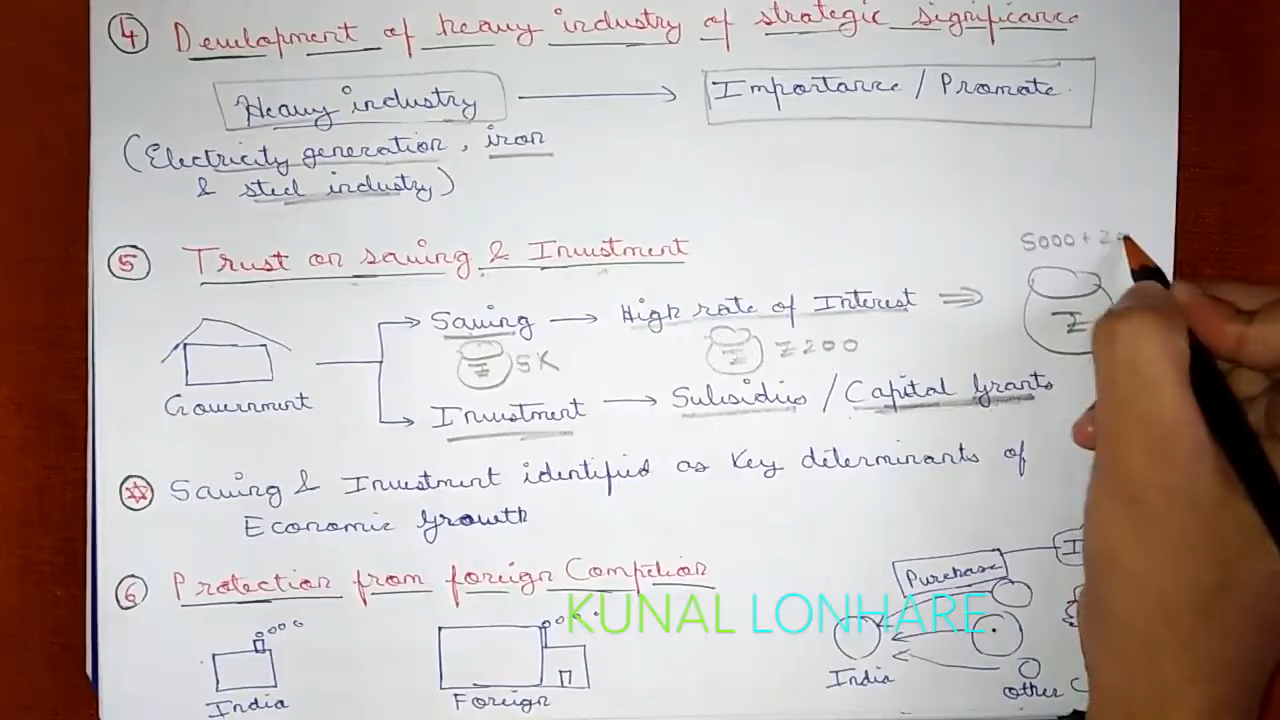 4 Development of heavy industry of strategic significance
Heavy industry
Importance / Promote.
(Electricity generation, iron
& steel industry)
5 Trust on saving & Investment
5000 + 2
Saving
High rate of Interest
5K
₹200
Government
Investment
Subsidies / Capital Grants
Saving & Investment identified as key determinants of
Economic Growth
6 Protection from foreign Compition
Purchase
KUNAL LONHARE
India
Foreign
India
other